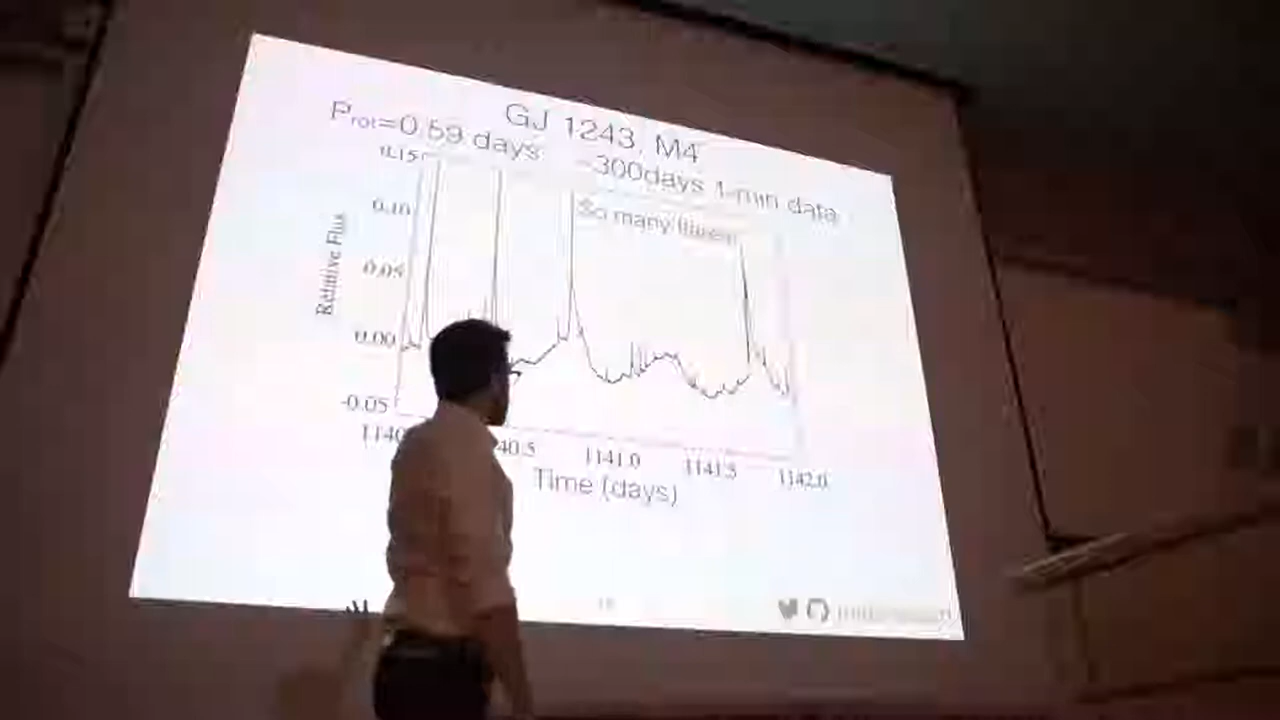 GJ 1243, M4
Prot=0.59 days ~300days 1-min data
0.15
So many flares!
0.10
0.05
0.00
-0.05
Relative Flux
1140
40.5
1141.0
1141.5
1142.0
Time (days)